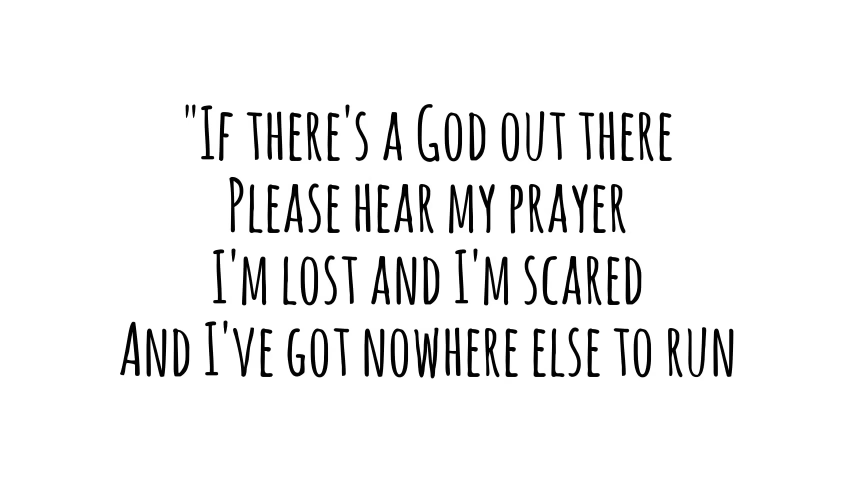 "If there's a God out there
Please hear my prayer
I'm lost and I'm scared
And I've got nowhere else to run